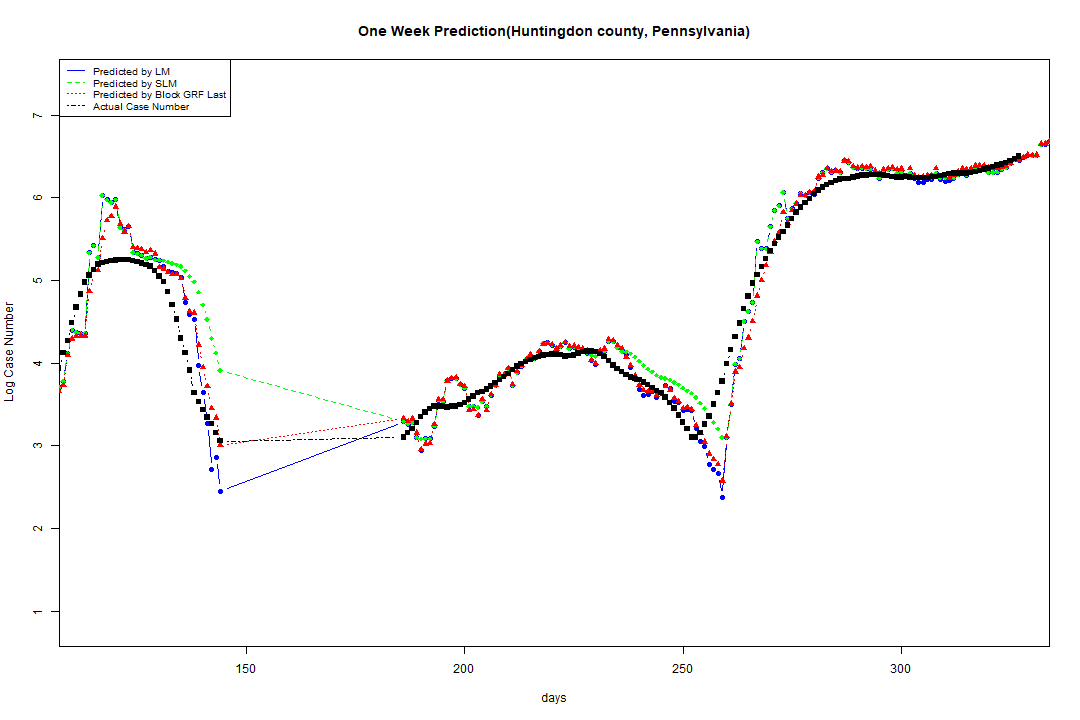 One Week Prediction(Huntingdon county, Pennsylvania)
Predicted by LM
Predicted by SLM
Predicted by Block GRF Last
Actual Case Number
7
6
5
4
3
2
1
Log Case Number
150
200
250
300
days